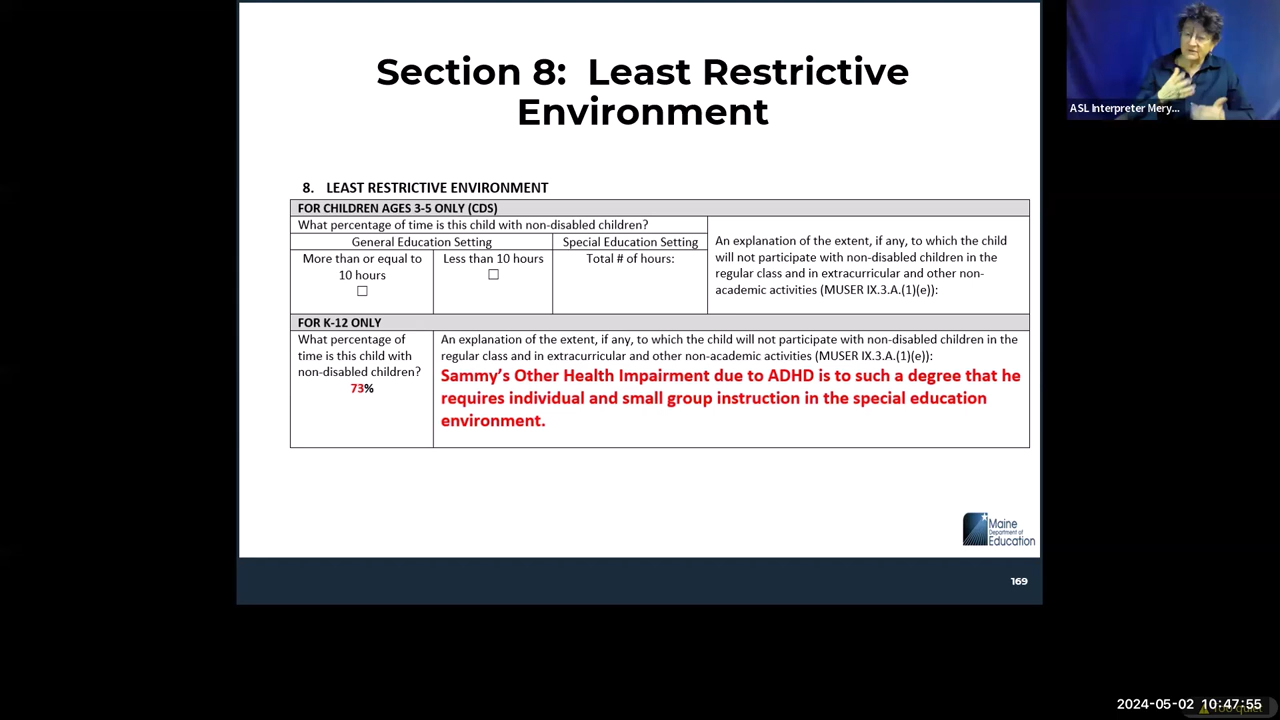 Section 8:  Least Restrictive
Environment
ASL Interpreter Mery...
8. LEAST RESTRICTIVE ENVIRONMENT
FOR CHILDREN AGES 3-5 ONLY (CDS)
What percentage of time is this child with non-disabled children?
General Education Setting
Special Education Setting
More than or equal to
10 hours
☐
Less than 10 hours
☐
Total # of hours:
An explanation of the extent, if any, to which the child
will not participate with non-disabled children in the
regular class and in extracurricular and other non-
academic activities (MUSER IX.3.A.(1)(e)):
FOR K-12 ONLY
What percentage of
time is this child with
non-disabled children?
73%
An explanation of the extent, if any, to which the child will not participate with non-disabled children in the
regular class and in extracurricular and other non-academic activities (MUSER IX.3.A.(1)(e)):
Sammy's Other Health Impairment due to ADHD is to such a degree that he
requires individual and small group instruction in the special education
environment.
Maine
Department of
Education
169
2024-05-02 10:47:55